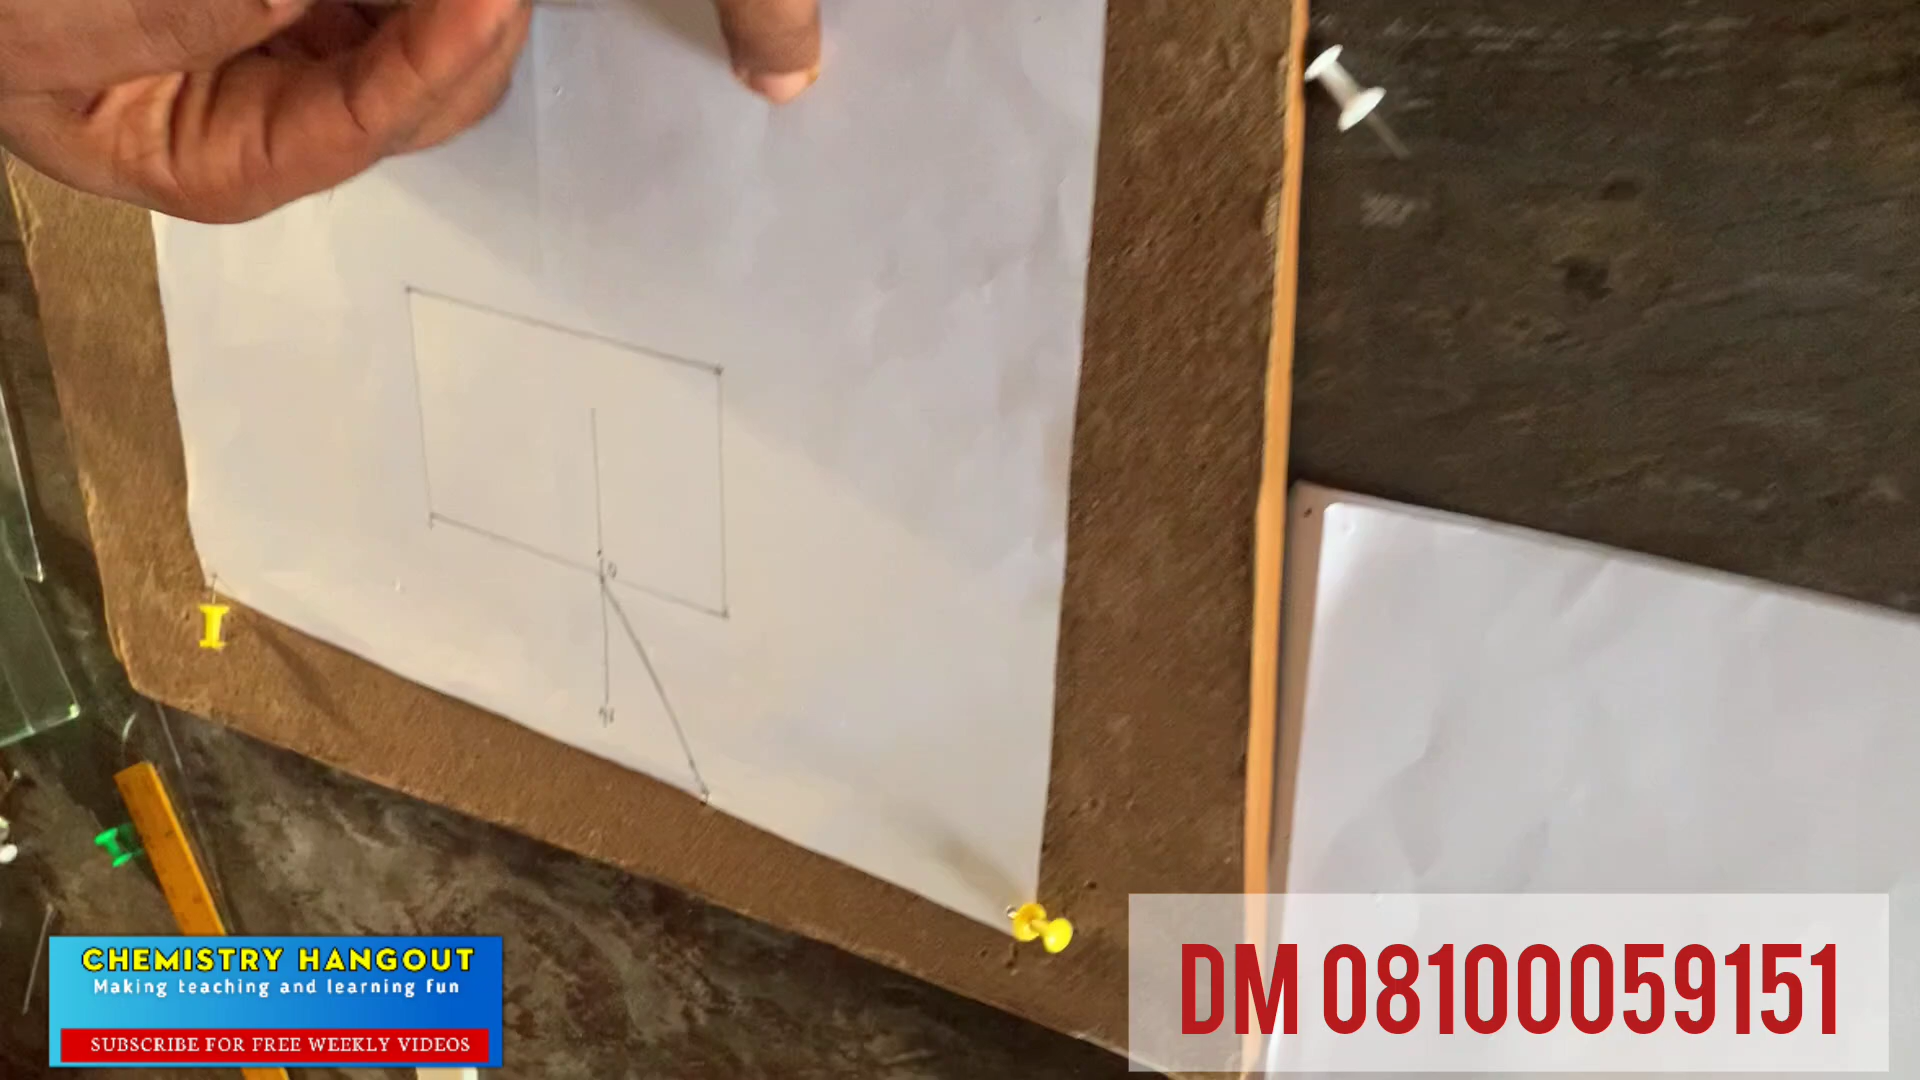 O
CHEMISTRY HANGOUT
Making teaching and learning fun
SUBSCRIBE FOR FREE WEEKLY VIDEOS
DM 08100059151